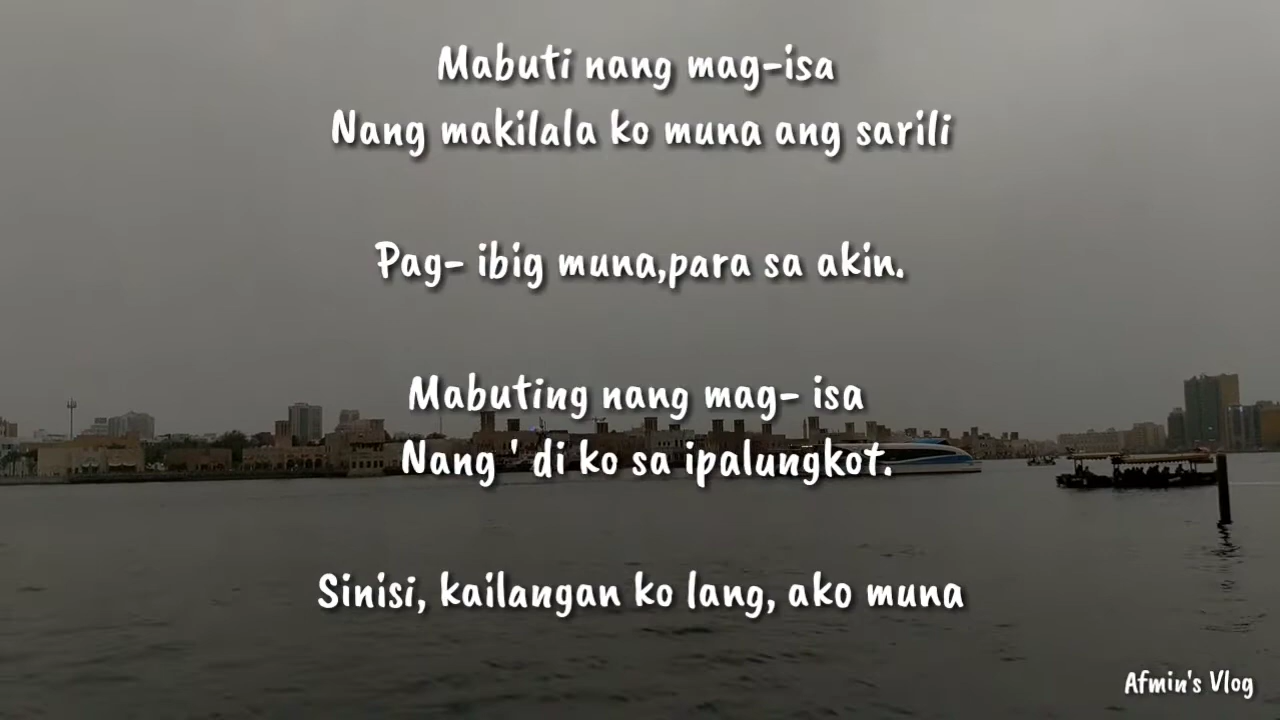 Mabuti nang mag-isa
Nang makilala ko muna ang sarili
Pag- ibig muna,para sa akin.
Mabuting nang mag- isa
Nang ' di ko sa ipalungkot.
Sinisi, kailangan ko lang, ako muna
Afmin's Vlog